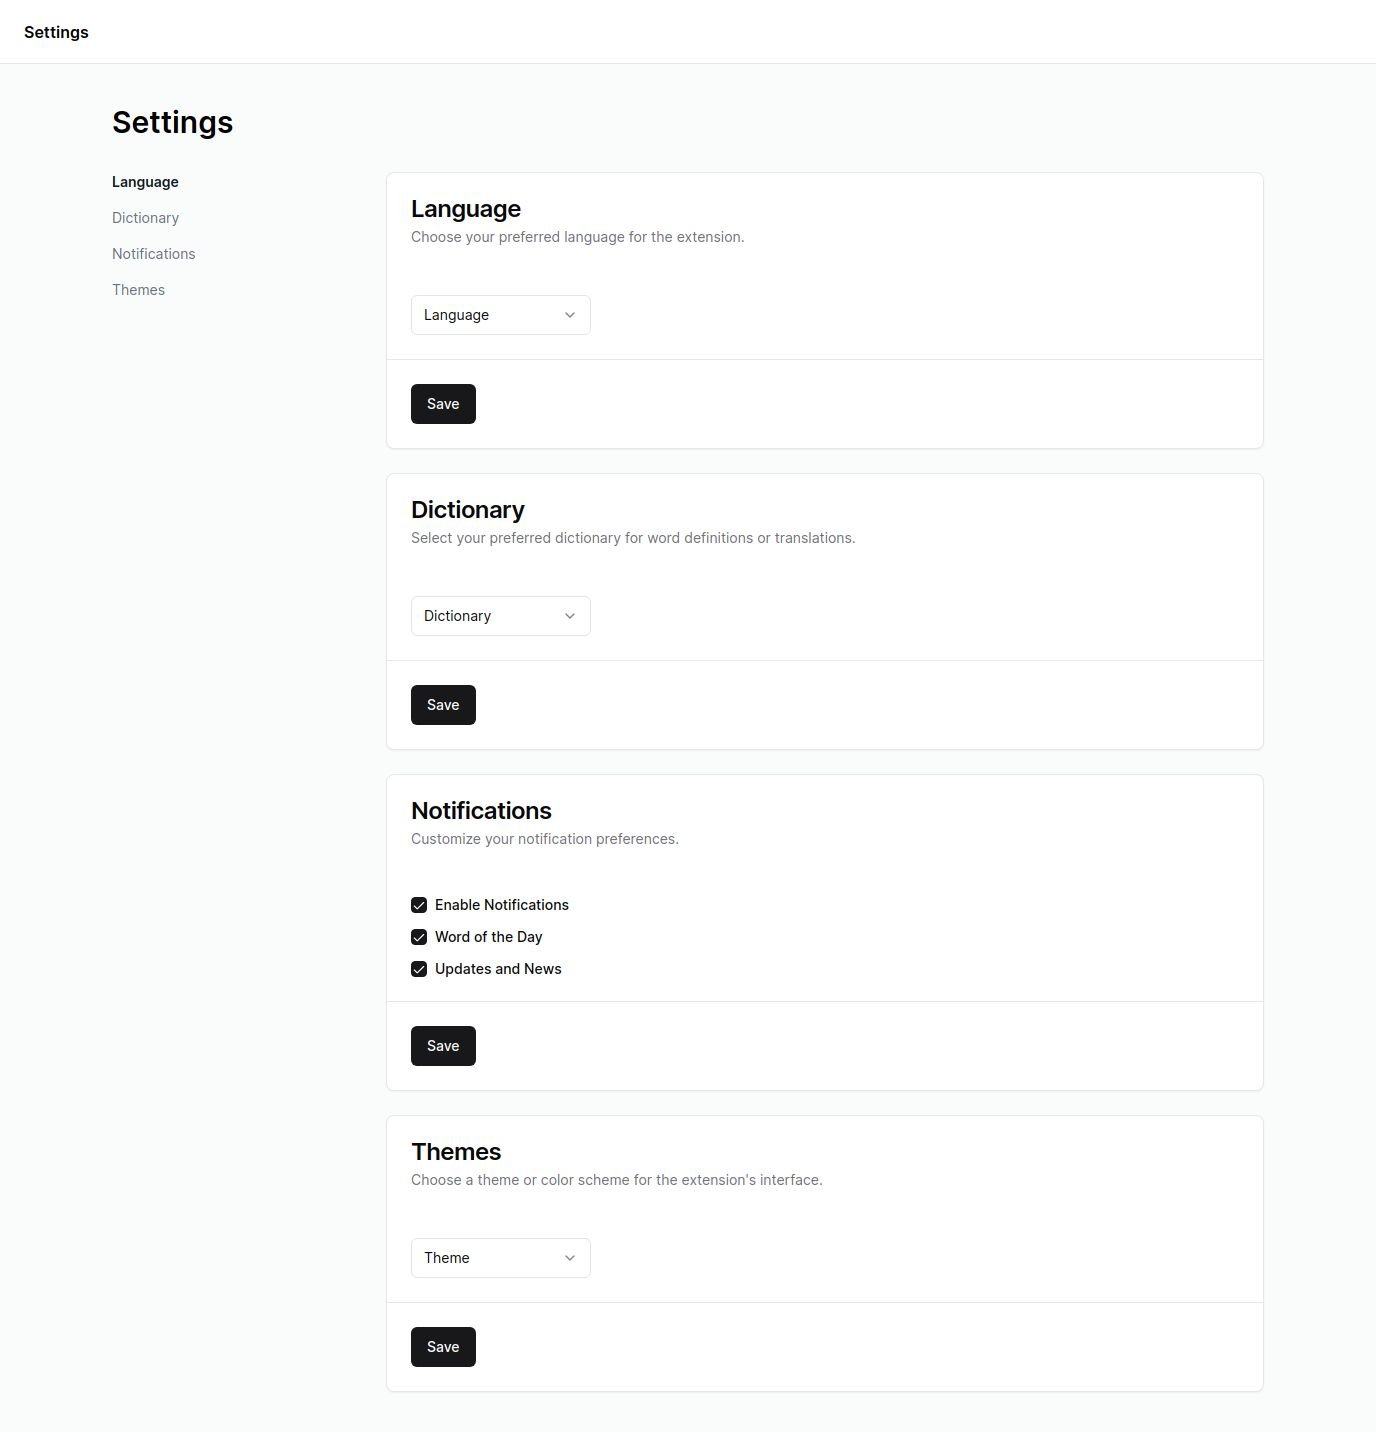 Settings
Settings
Language
Dictionary
Notifications
Themes
Language
Choose your preferred language for the extension.
Language
Save
Dictionary
Select your preferred dictionary for word definitions or translations.
Dictionary
Save
Notifications
Customize your notification preferences.
Enable Notifications
Word of the Day
Updates and News
Save
Themes
Choose a theme or color scheme for the extension's interface.
Theme
Save